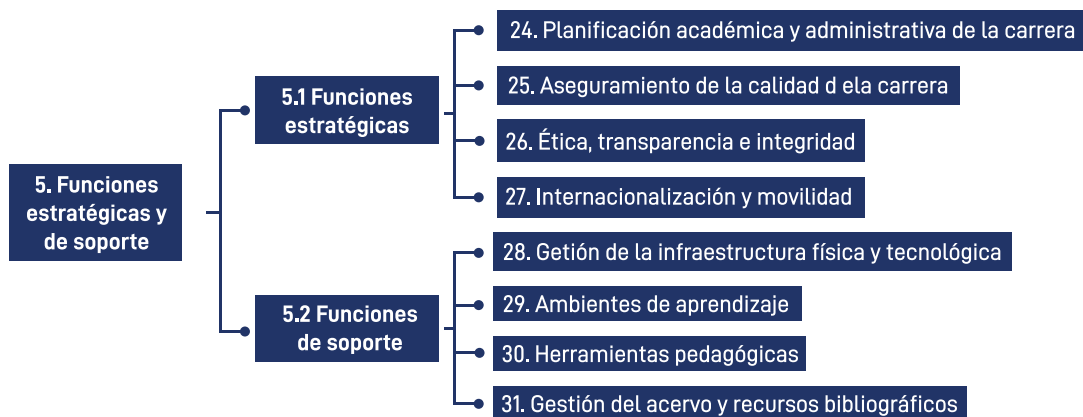 5. Funciones
estratégicas y
de soporte
5.1 Funciones
estratégicas
24. Planificación académica y administrativa de la carrera
25. Aseguramiento de la calidad d ela carrera
26. Ética, transparencia e integridad
27. Internacionalización y movilidad
5.2 Funciones
de soporte
28. Getión de la infraestructura física y tecnológica
29. Ambientes de aprendizaje
30. Herramientas pedagógicas
31. Gestión del acervo y recursos bibliográficos